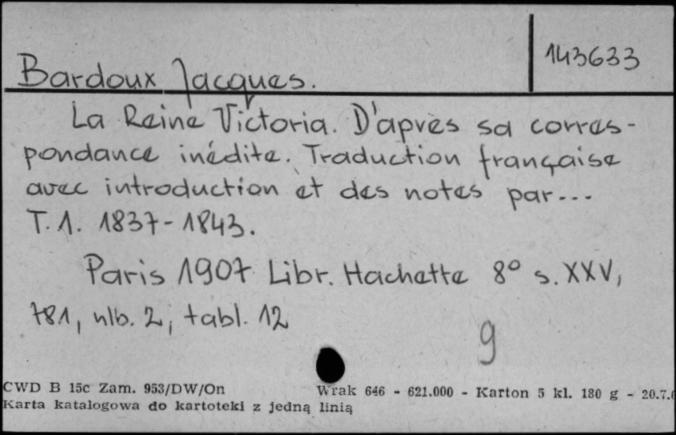 143633
Bardoux Jacques.
La Reine Victoria. D'après sa corres-
pondance inédite. Traduction française
avec introduction et des notes par...
T. 1. 1837-1843.
Paris 1907 Libr. Hachette 8° s. XXV,
781, nlb. 2, tabl. 12
9
CWD B 15c Zam. 953/DW/On Wrak 646 - 621.000 - Karton 5 kl. 180 g - 20.7.
Karta katalogowa do kartoteki z jedną linią